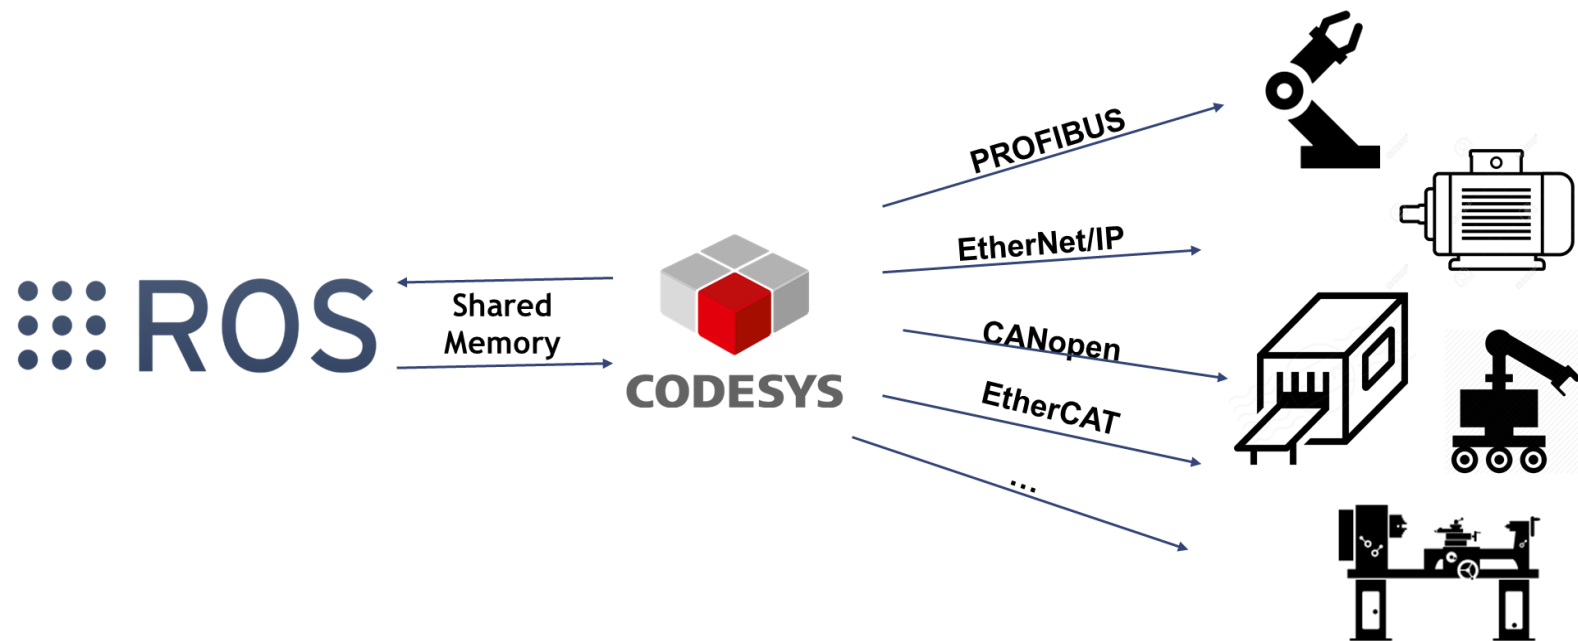 ROS
Shared
Memory
CODESYS
PROFIBUS
EtherNet/IP
CANopen
EtherCAT
...